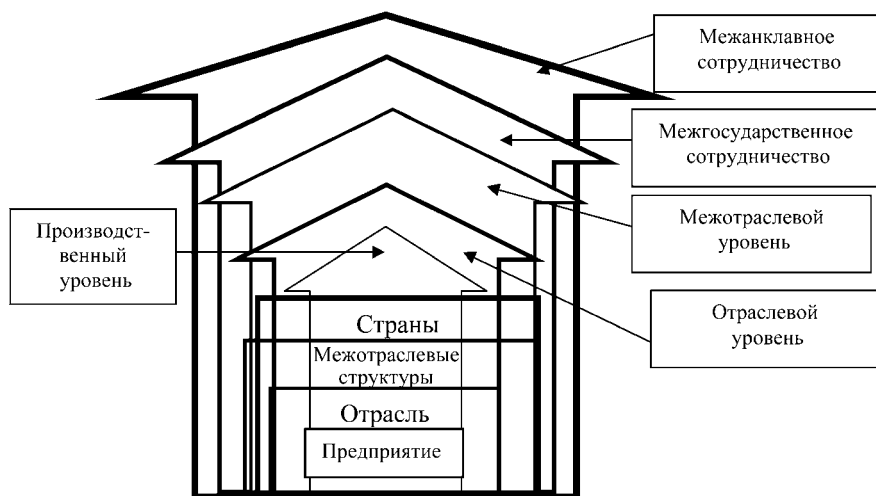 Межанклавное
сотрудничество
Межгосударственное
сотрудничество
Межотраслевой
уровень
Производст-
венный
уровень
Отраслевой
уровень
Страны
Межотраслевые
структуры
Отрасль
Предприятие